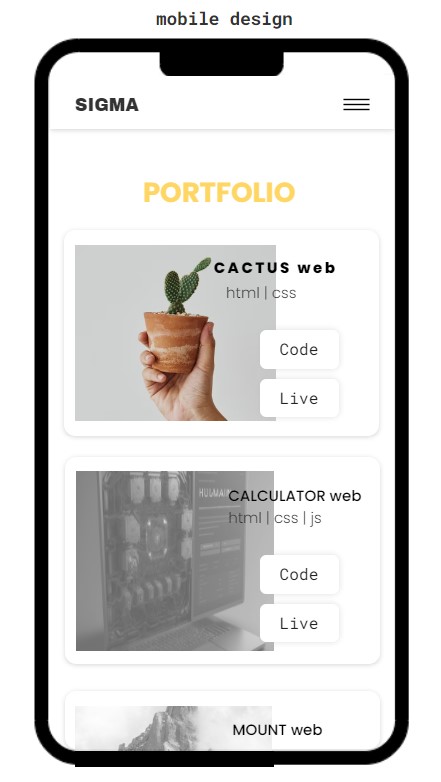 mobile design
SIGMA
PORTFOLIO
CACTUS web
html | css
Code
Live
CALCULATOR web
html | css | js
Code
Live
MOUNT web